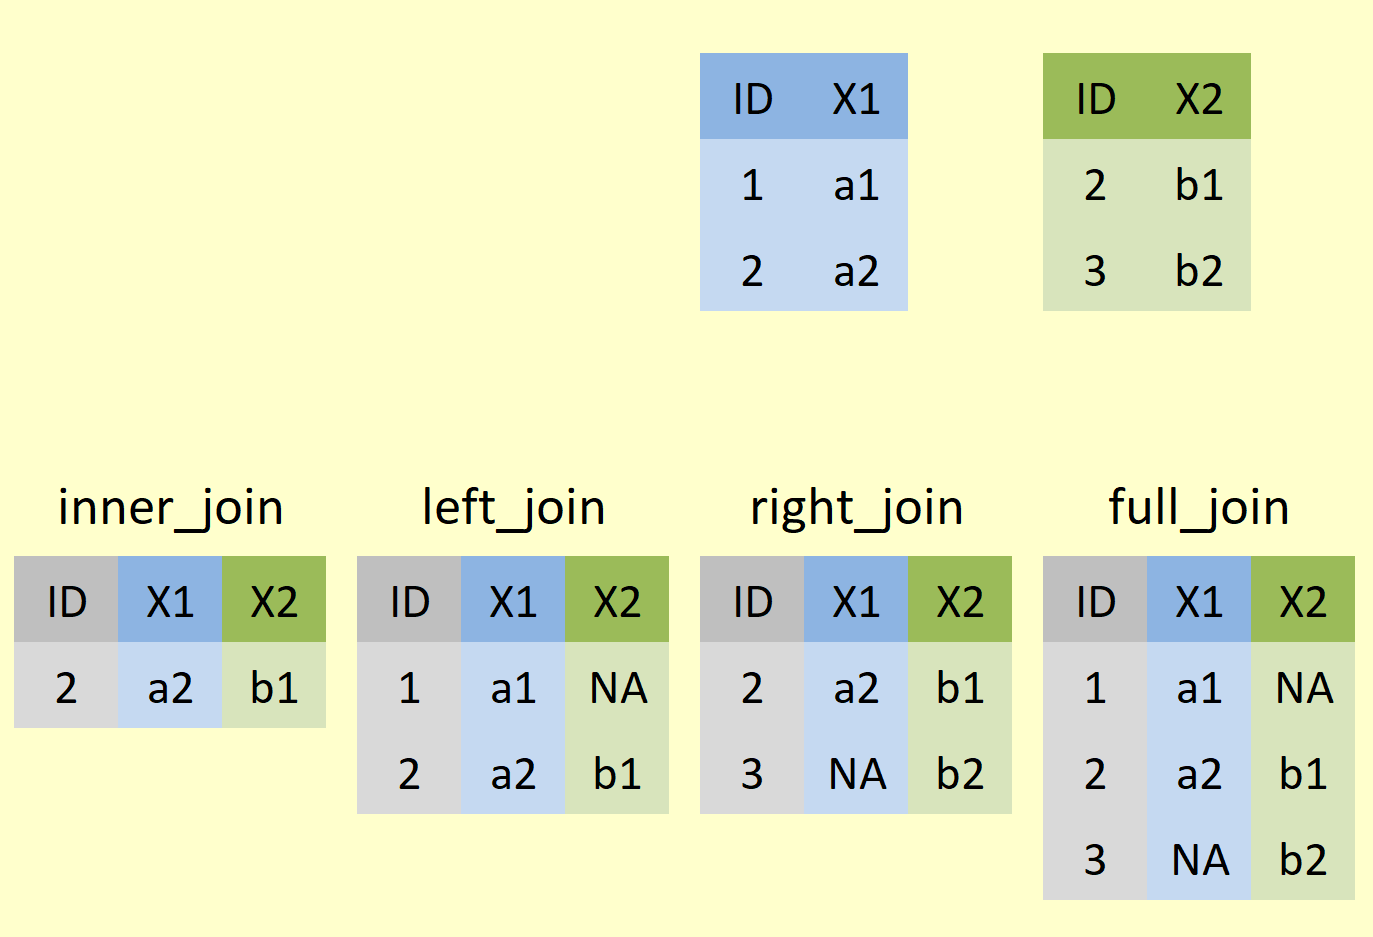 ID X1
1 a1
2 a2
ID X2
2 b1
3 b2
inner_join
ID X1 X2
2 a2 b1
left_join
ID X1 X2
1 a1 NA
2 a2 b1
right_join
ID X1 X2
2 a2 b1
3 NA b2
full_join
ID X1 X2
1 a1 NA
2 a2 b1
3 NA b2